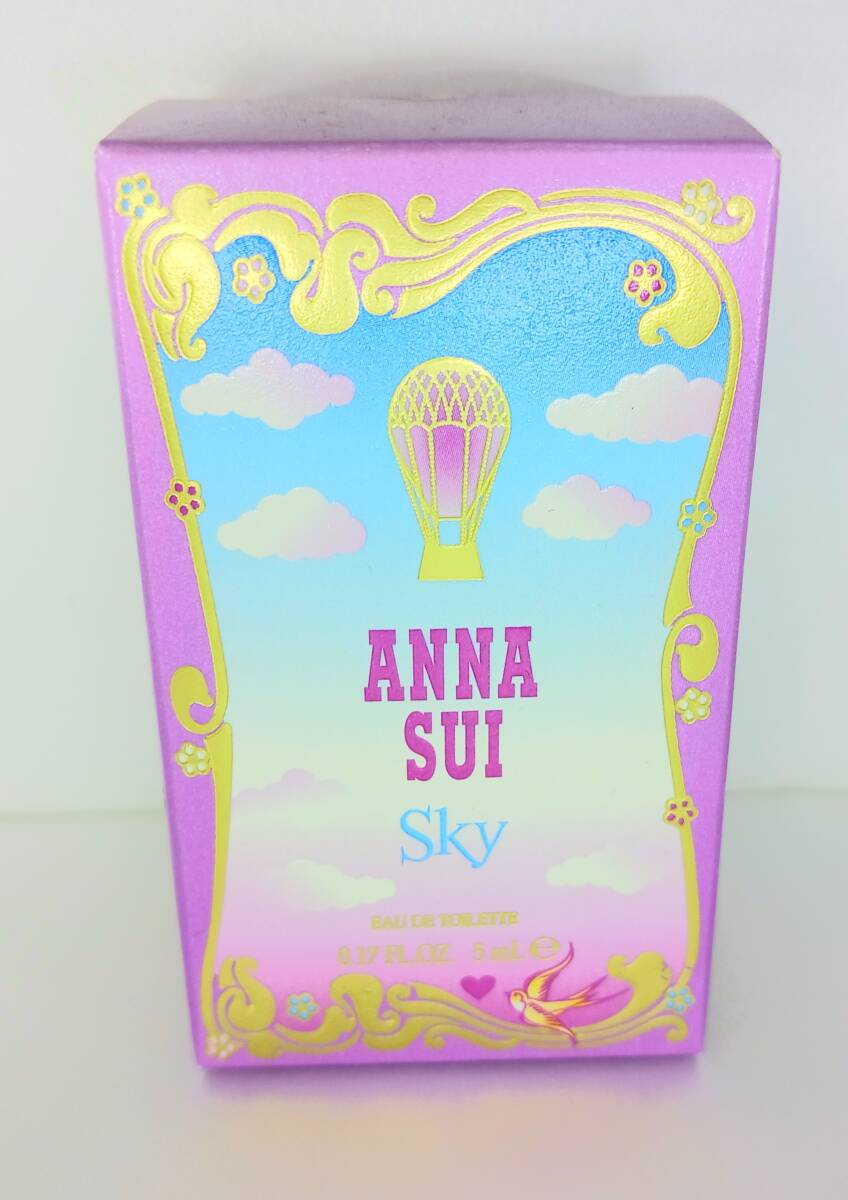 ANNA
SUI
Sky
EAU DE TOILETTE
0.17 FL.OZ. 5 mL ℮